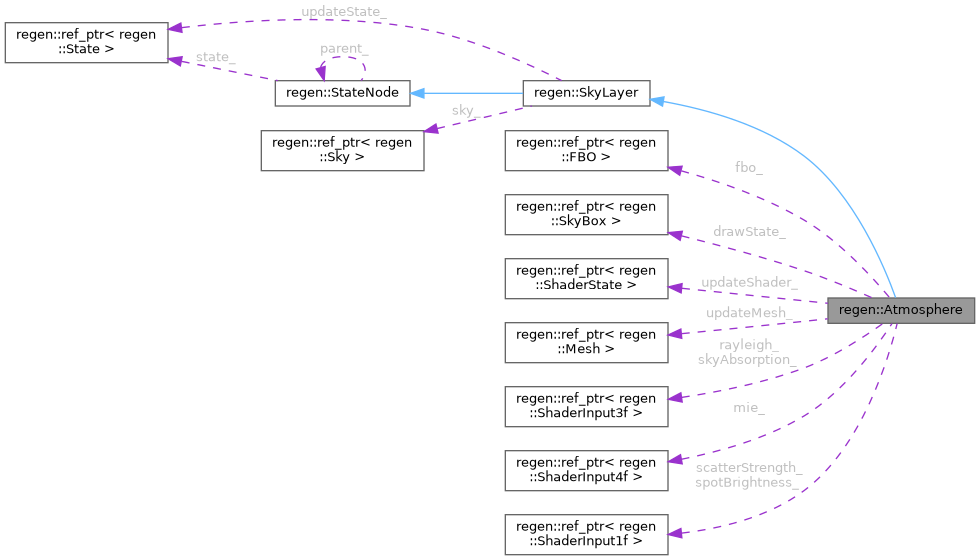 updateState_
regen::ref_ptr< regen
::State >
state_
parent_
regen::StateNode
regen::SkyLayer
sky_
regen::ref_ptr< regen
::Sky >
regen::ref_ptr< regen
::FBO >
fbo_
regen::ref_ptr< regen
::SkyBox >
drawState_
regen::ref_ptr< regen
::ShaderState >
updateShader_
regen::Atmosphere
updateMesh_
regen::ref_ptr< regen
::Mesh >
rayleigh_
skyAbsorption_
regen::ref_ptr< regen
::ShaderInput3f >
mie_
regen::ref_ptr< regen
::ShaderInput4f >
scatterStrength_
spotBrightness_
regen::ref_ptr< regen
::ShaderInput1f >